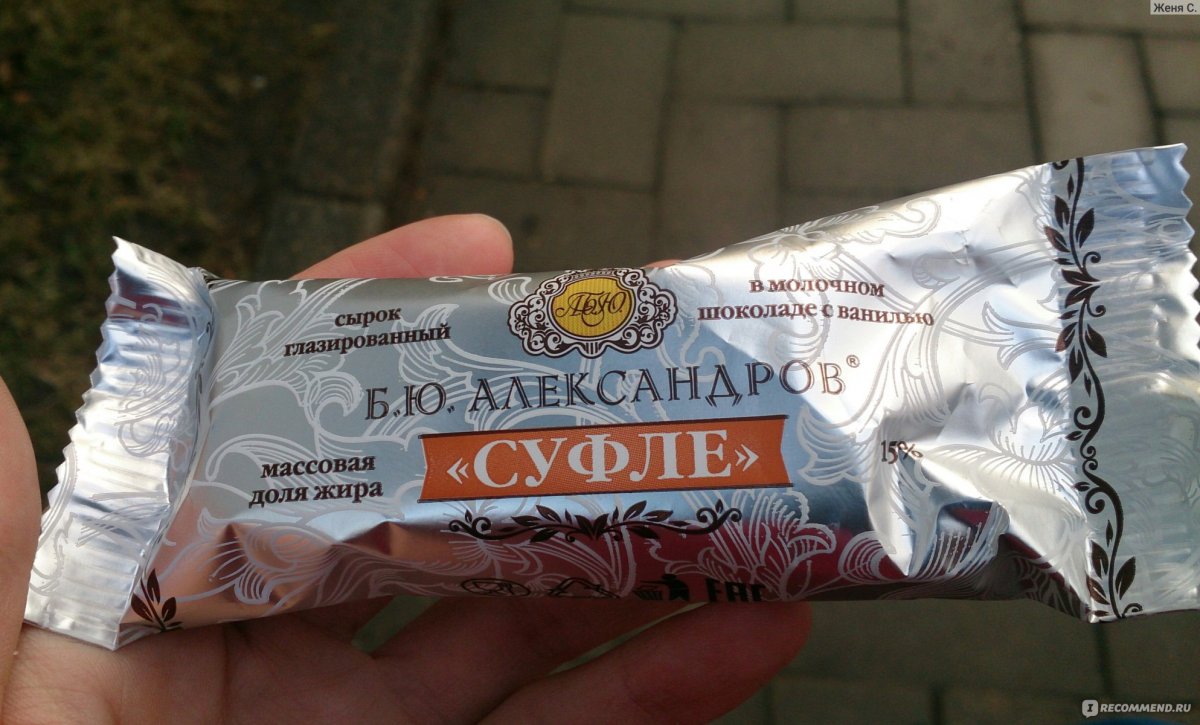 Женя С.
сырок
глазированный
в молочном
шоколаде с ванилью
Б.Ю. АЛЕКСАНДРОВ®
«СУФЛЕ»
массовая
доля жира
15%
EAC
IRECOMMEND.RU